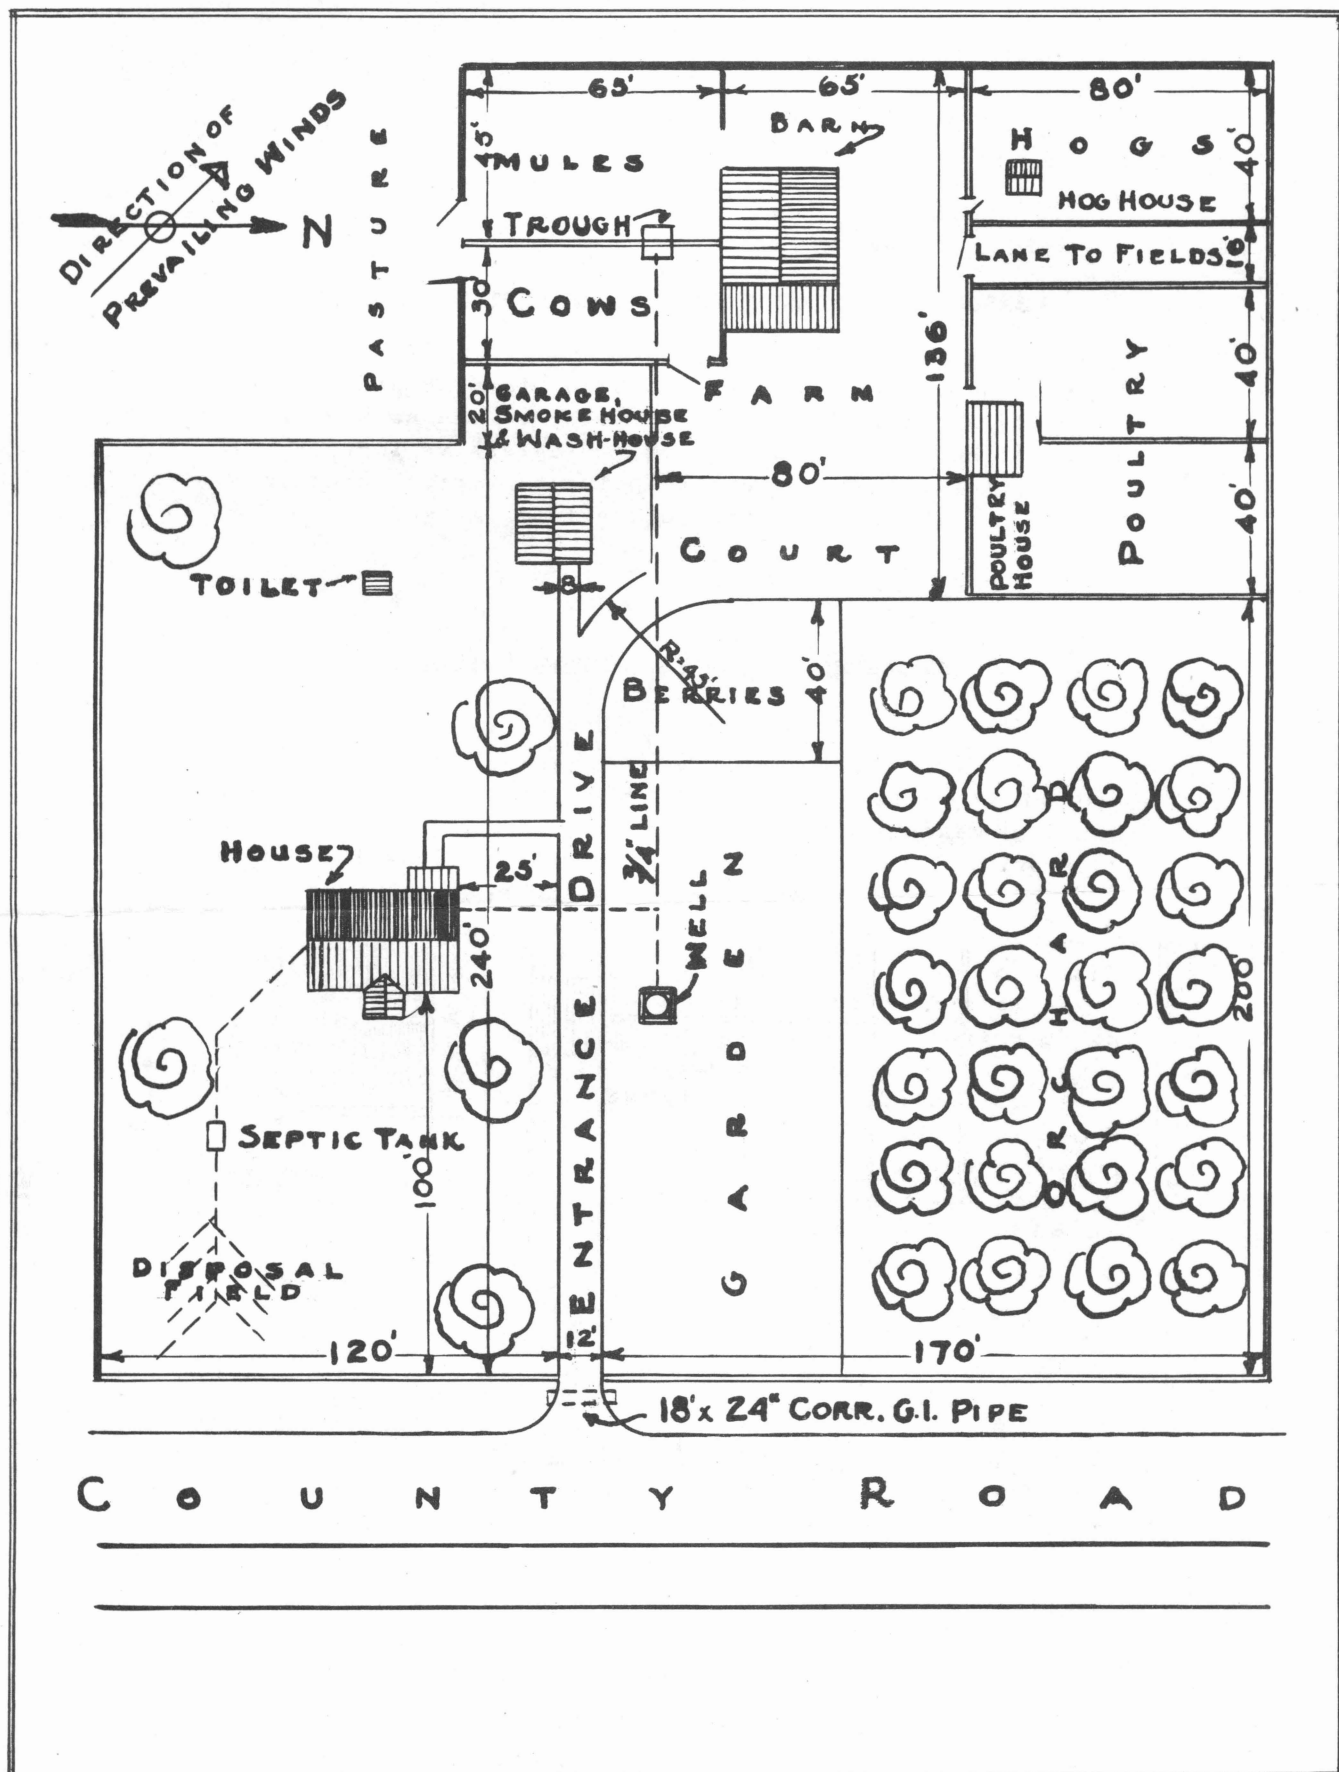 65'
65'
80'
BARN
DIRECTION OF
PREVAILING WINDS
N
PASTURE
45'
MULES
TROUGH
30'
COWS
HOGS
40'
HOG HOUSE
LANE TO FIELDS
16'
136'
20'
GARAGE,
SMOKE HOUSE
& WASH-HOUSE
FARM
COURT
80'
40'
POULTRY
40'
POULTRY
HOUSE
TOILET
8'
BERRIES
40'
HOUSE
25'
240'
ENTRANCE DRIVE
3/4" LINE
WELL
GARDEN
ORCHARD
200'
SEPTIC TANK
100'
DISPOSAL
FIELD
120'
12'
170'
18' x 24" CORR. G.I. PIPE
COUNTY ROAD